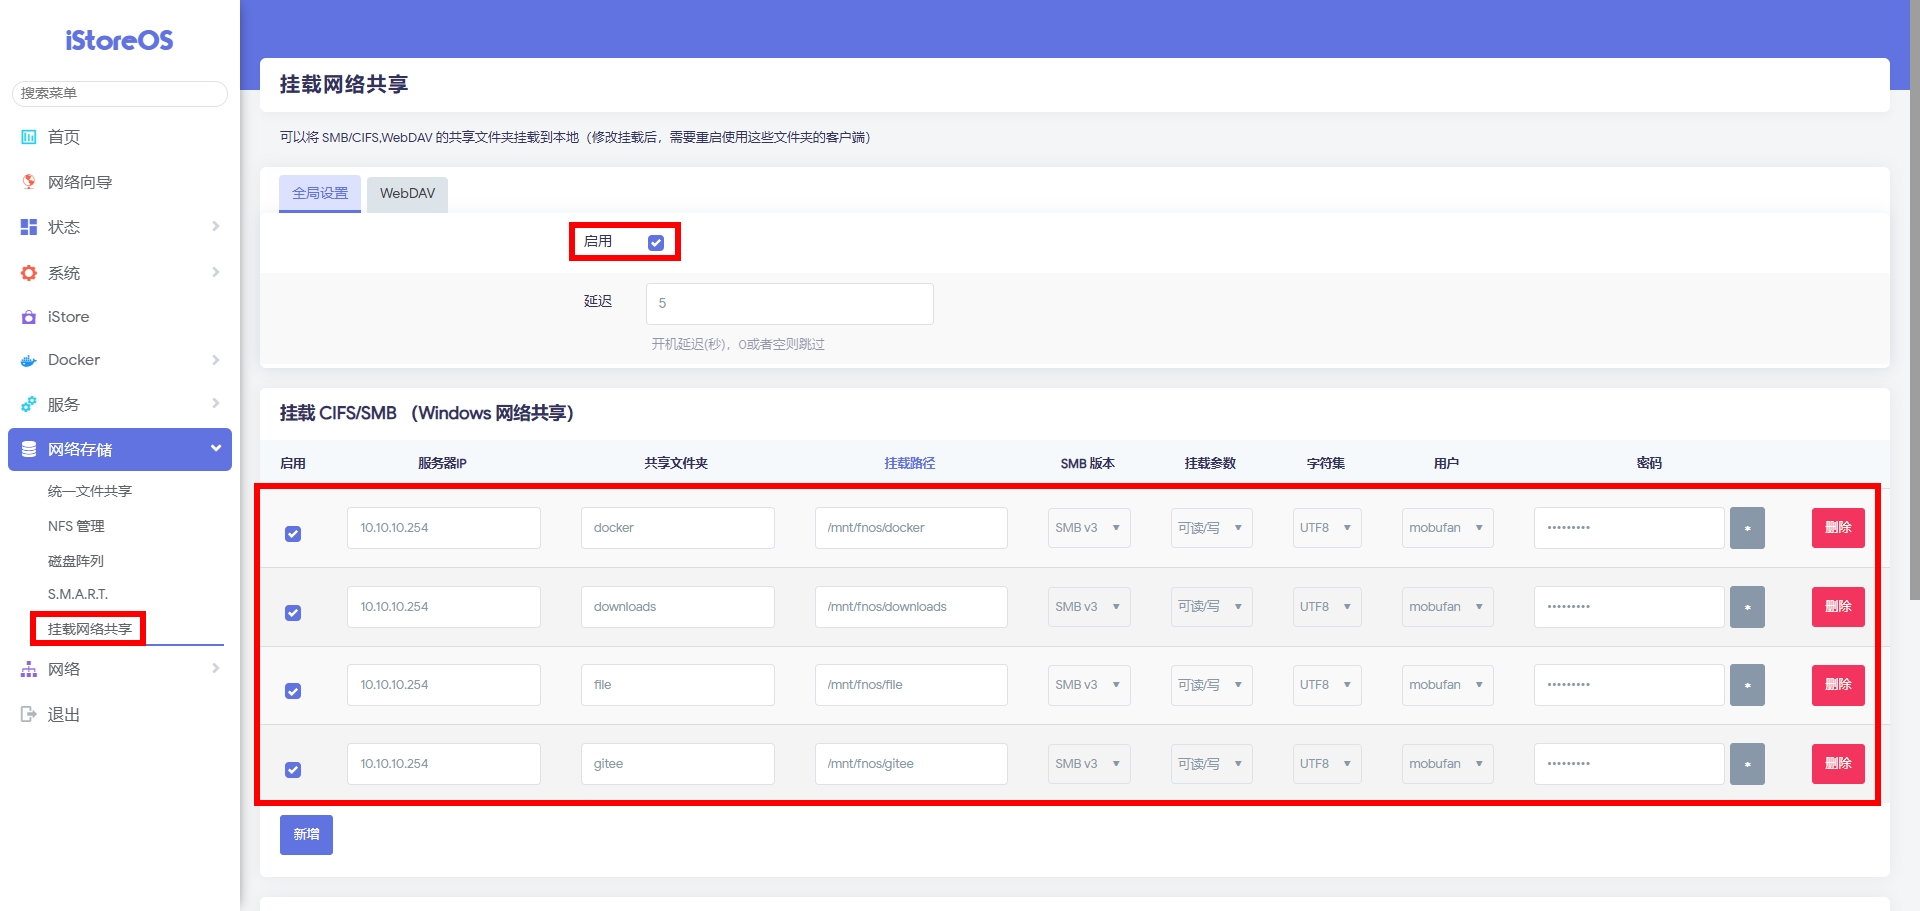 iStoreOS
搜索菜单
首页
网络向导
状态
系统
iStore
Docker
服务
网络存储
统一文件共享
NFS 管理
磁盘阵列
S.M.A.R.T.
挂载网络共享
网络
退出
挂载网络共享
可以将 SMB/CIFS,WebDAV 的共享文件夹挂载到本地（修改挂载后，需要重启使用这些文件夹的客户端）
全局设置 WebDAV
启用
延迟 5
开机延迟(秒)，0或者空则跳过
挂载 CIFS/SMB （Windows 网络共享）
启用 服务器IP 共享文件夹 挂载路径 SMB 版本 挂载参数 字符集 用户 密码
10.10.10.254 docker /mnt/fnos/docker SMB v3 可读/写 UTF8 mobufan ••••••••• * 删除
10.10.10.254 downloads /mnt/fnos/downloads SMB v3 可读/写 UTF8 mobufan ••••••••• * 删除
10.10.10.254 file /mnt/fnos/file SMB v3 可读/写 UTF8 mobufan ••••••••• * 删除
10.10.10.254 gitee /mnt/fnos/gitee SMB v3 可读/写 UTF8 mobufan ••••••••• * 删除
新增